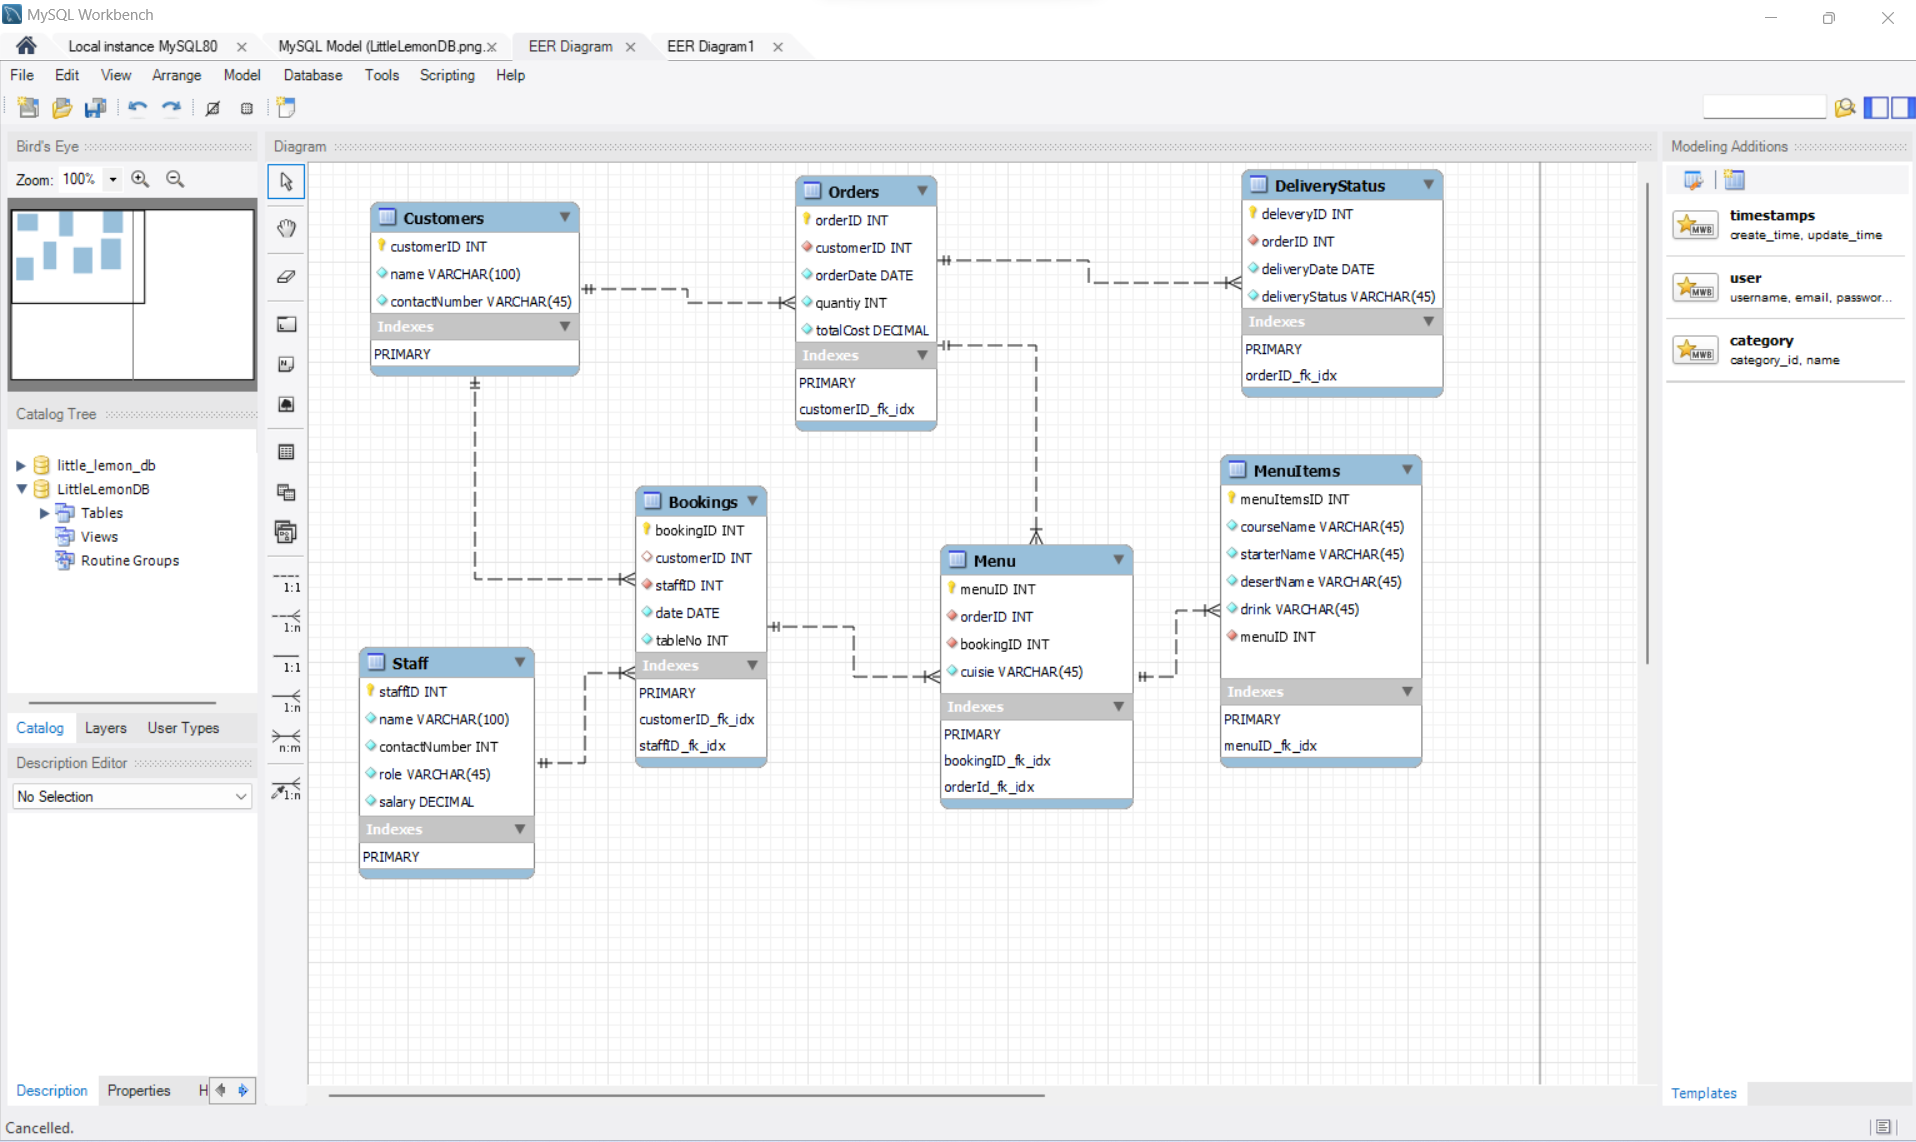 MySQL Workbench
Local instance MySQL80
MySQL Model (LittleLemonDB.png.
EER Diagram
EER Diagram1
File Edit View Arrange Model Database Tools Scripting Help
Bird's Eye
Zoom: 100%
Catalog Tree
little_lemon_db
LittleLemonDB
Tables
Views
Routine Groups
Catalog Layers User Types
Description Editor
No Selection
Description Properties H
Cancelled.
Diagram
1:1
1:n
1:1
1:n
n:m
1:n
Customers
customerID INT
name VARCHAR(100)
contactNumber VARCHAR(45)
Indexes
PRIMARY
Orders
orderID INT
customerID INT
orderDate DATE
quantiy INT
totalCost DECIMAL
Indexes
PRIMARY
customerID_fk_idx
DeliveryStatus
deleveryID INT
orderID INT
deliveryDate DATE
deliveryStatus VARCHAR(45)
Indexes
PRIMARY
orderID_fk_idx
Bookings
bookingID INT
customerID INT
staffID INT
date DATE
tableNo INT
Indexes
PRIMARY
customerID_fk_idx
staffID_fk_idx
Menu
menuID INT
orderID INT
bookingID INT
cuisie VARCHAR(45)
Indexes
PRIMARY
bookingID_fk_idx
orderId_fk_idx
MenuItems
menuItemsID INT
courseName VARCHAR(45)
starterName VARCHAR(45)
desertName VARCHAR(45)
drink VARCHAR(45)
menuID INT
Indexes
PRIMARY
menuID_fk_idx
Staff
staffID INT
name VARCHAR(100)
contactNumber INT
role VARCHAR(45)
salary DECIMAL
Indexes
PRIMARY
Modeling Additions
MWB
timestamps
create_time, update_time
MWB
user
username, email, passwor...
MWB
category
category_id, name
Templates